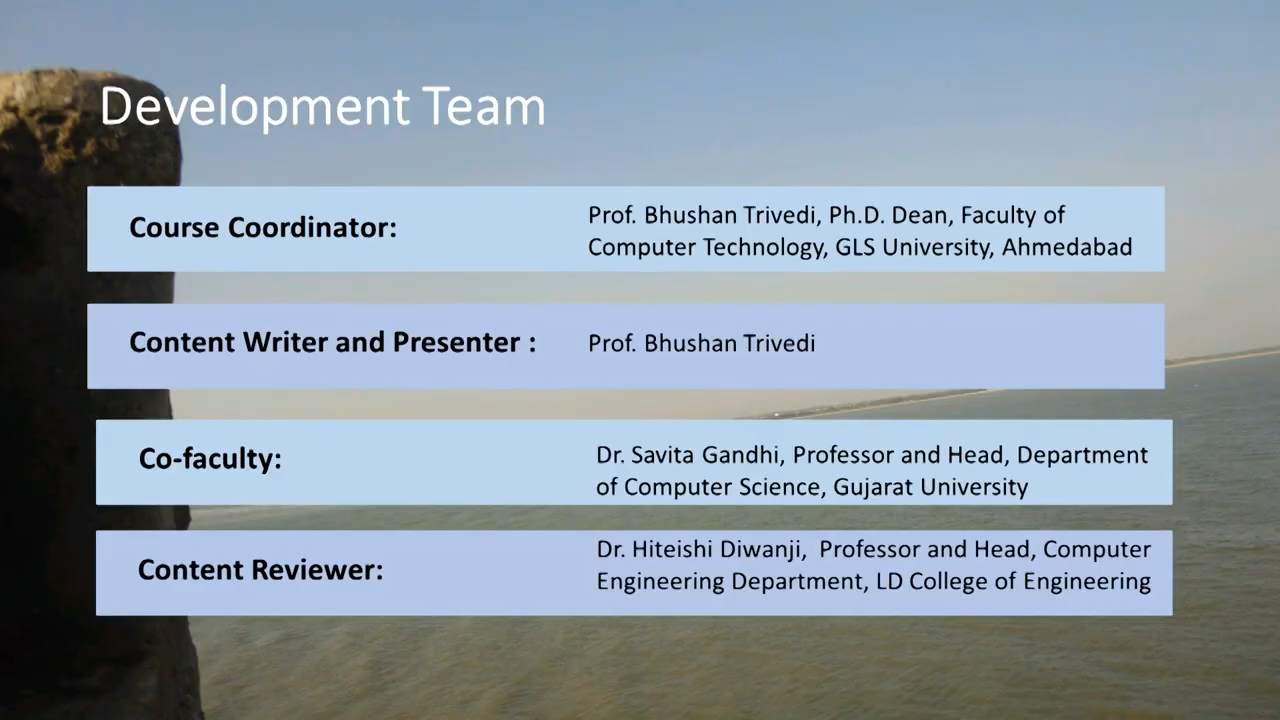 Development Team
Course Coordinator:
Prof. Bhushan Trivedi, Ph.D. Dean, Faculty of
Computer Technology, GLS University, Ahmedabad
Content Writer and Presenter :
Prof. Bhushan Trivedi
Co-faculty:
Dr. Savita Gandhi, Professor and Head, Department
of Computer Science, Gujarat University
Content Reviewer:
Dr. Hiteishi Diwanji,  Professor and Head, Computer
Engineering Department, LD College of Engineering